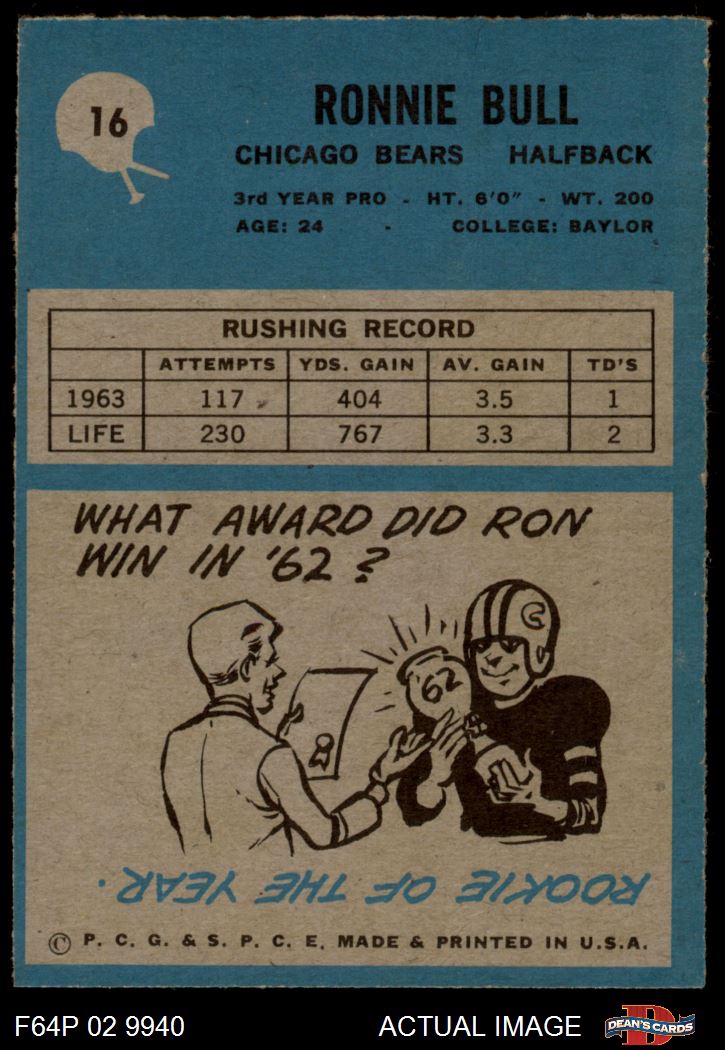 16
RONNIE BULL
CHICAGO BEARS HALFBACK
3rd YEAR PRO - HT. 6'0" - WT. 200
AGE: 24 - COLLEGE: BAYLOR
RUSHING RECORD
ATTEMPTS YDS. GAIN AV. GAIN TD'S
1963 117 404 3.5 1
LIFE 230 767 3.3 2
WHAT AWARD DID RON
WIN IN '62?
C
'62
ROOKIE OF THE YEAR.
© P. C. G. & S. P. C. E. MADE & PRINTED IN U.S.A.
F64P 02 9940 ACTUAL IMAGE
D
DEAN'S CARDS